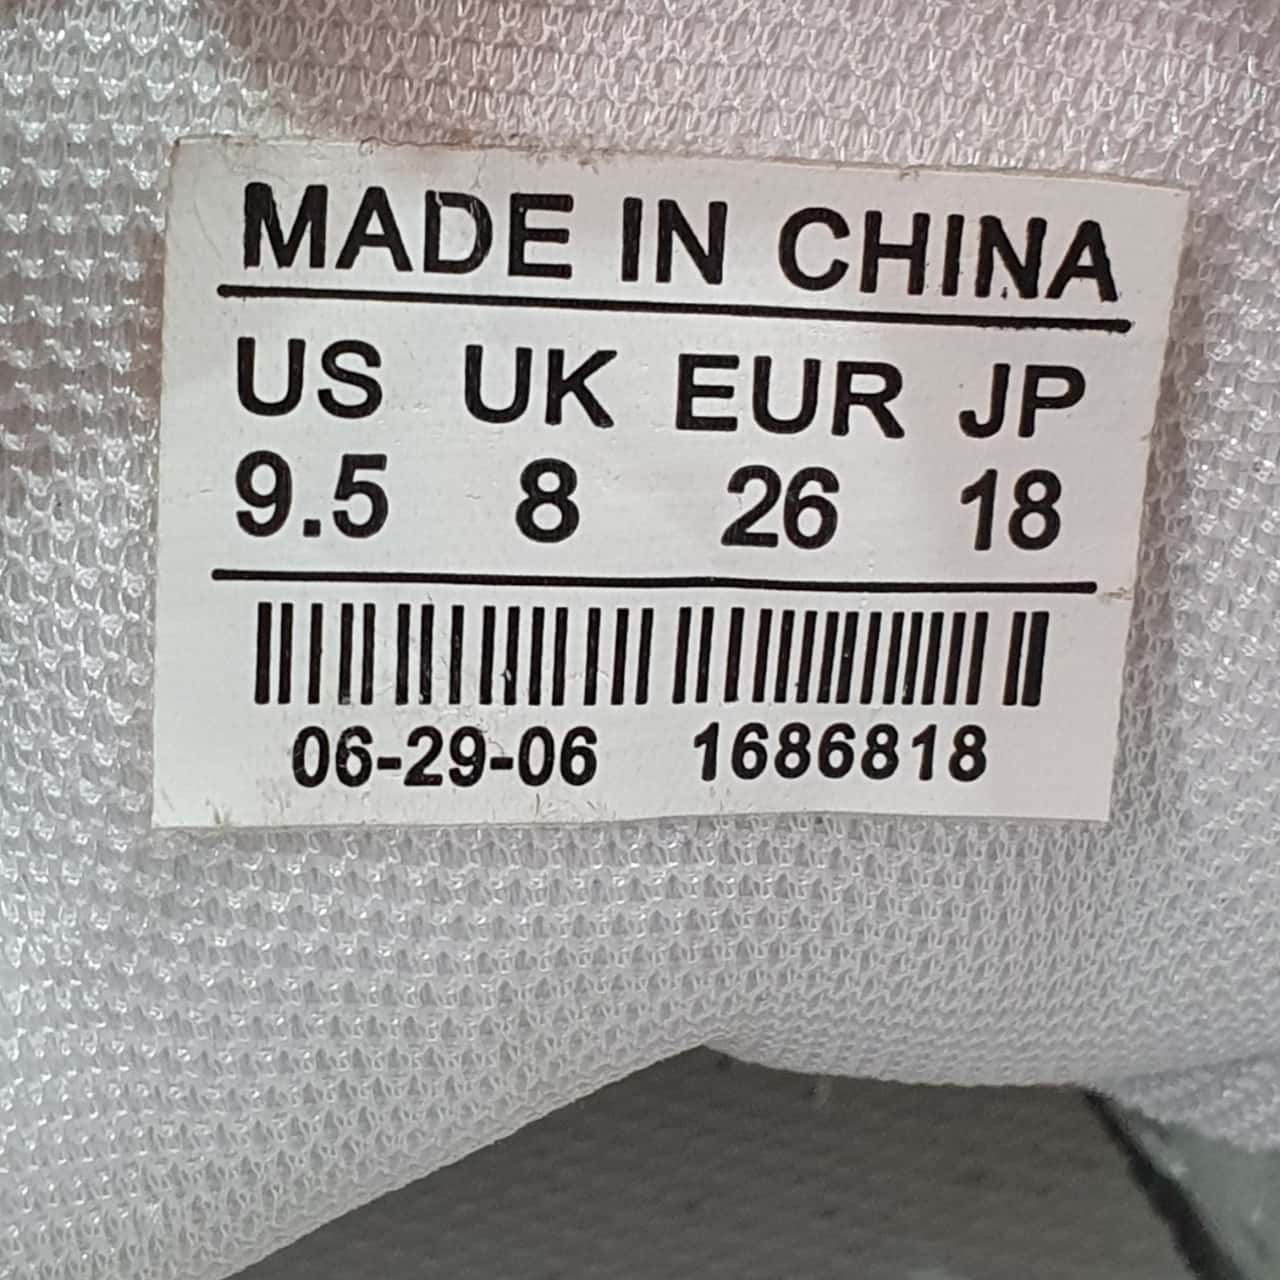 MADE IN CHINA
US UK EUR JP
9.5 8 26 18
06-29-06 1686818